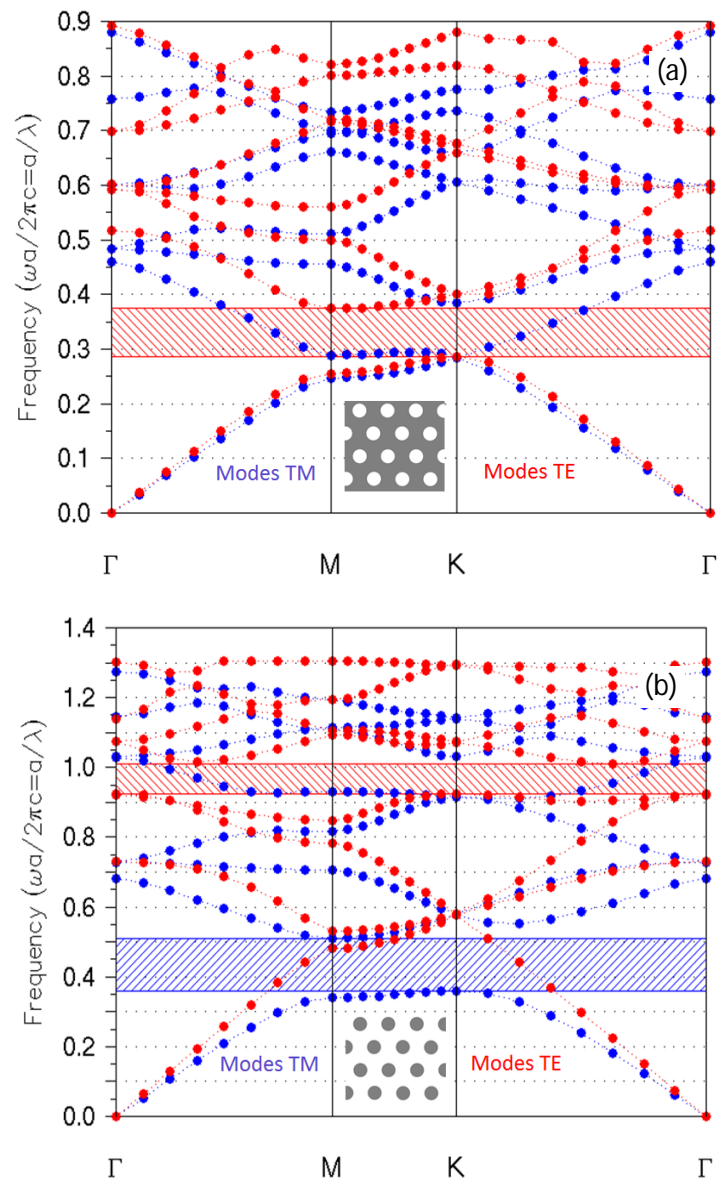 0.9
(a)
0.8
0.7
0.6
0.5
0.4
0.3
0.2
0.1
0.0
Frequency (ωa/2πc=a/λ)
Modes TM
Modes TE
Γ M K Γ
1.4
(b)
1.2
1.0
0.8
0.6
0.4
0.2
0.0
Frequency (ωa/2πc=a/λ)
Modes TM
Modes TE
Γ M K Γ